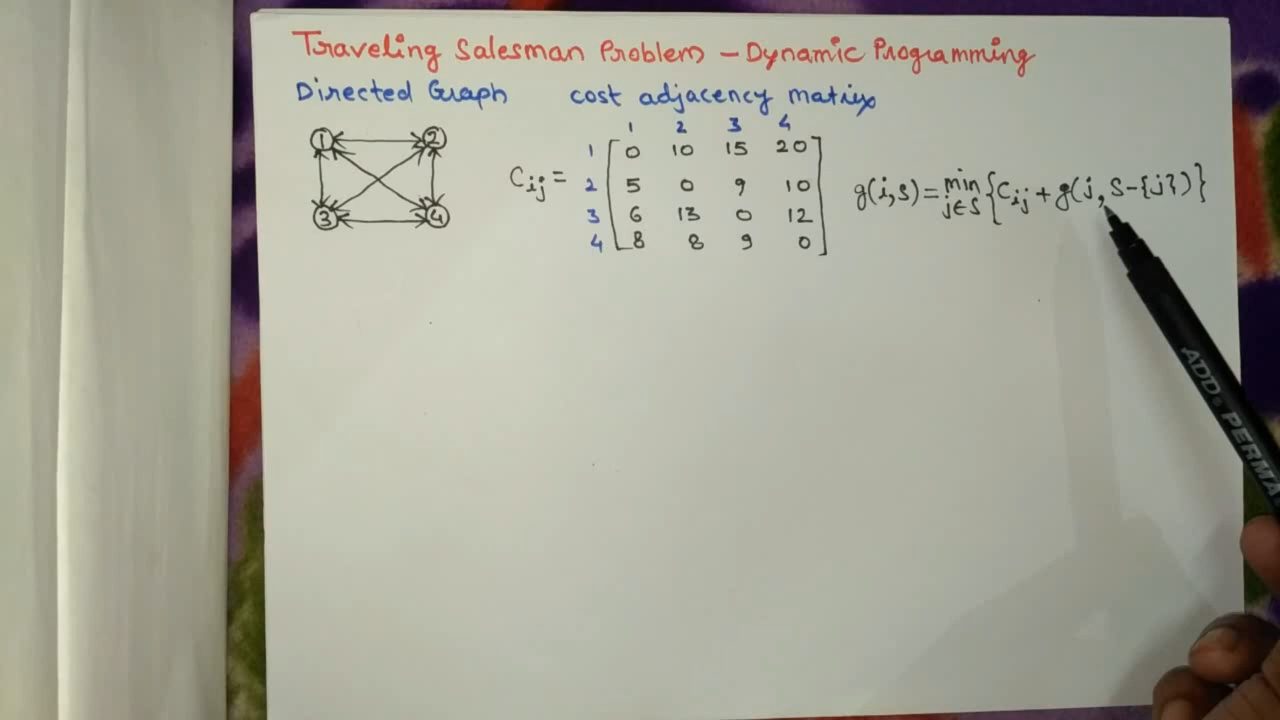 Traveling Salesman Problem - Dynamic Programming
Directed Graph cost adjacency matrix
1 2 3 4
1 2 Cij = 1 0 10 15 20
2 5 0 9 10 g(i,s) = min j∈S {Cij + g(j, S-{j})}
3 4 3 6 13 0 12
4 8 8 9 0
ADD PERMA